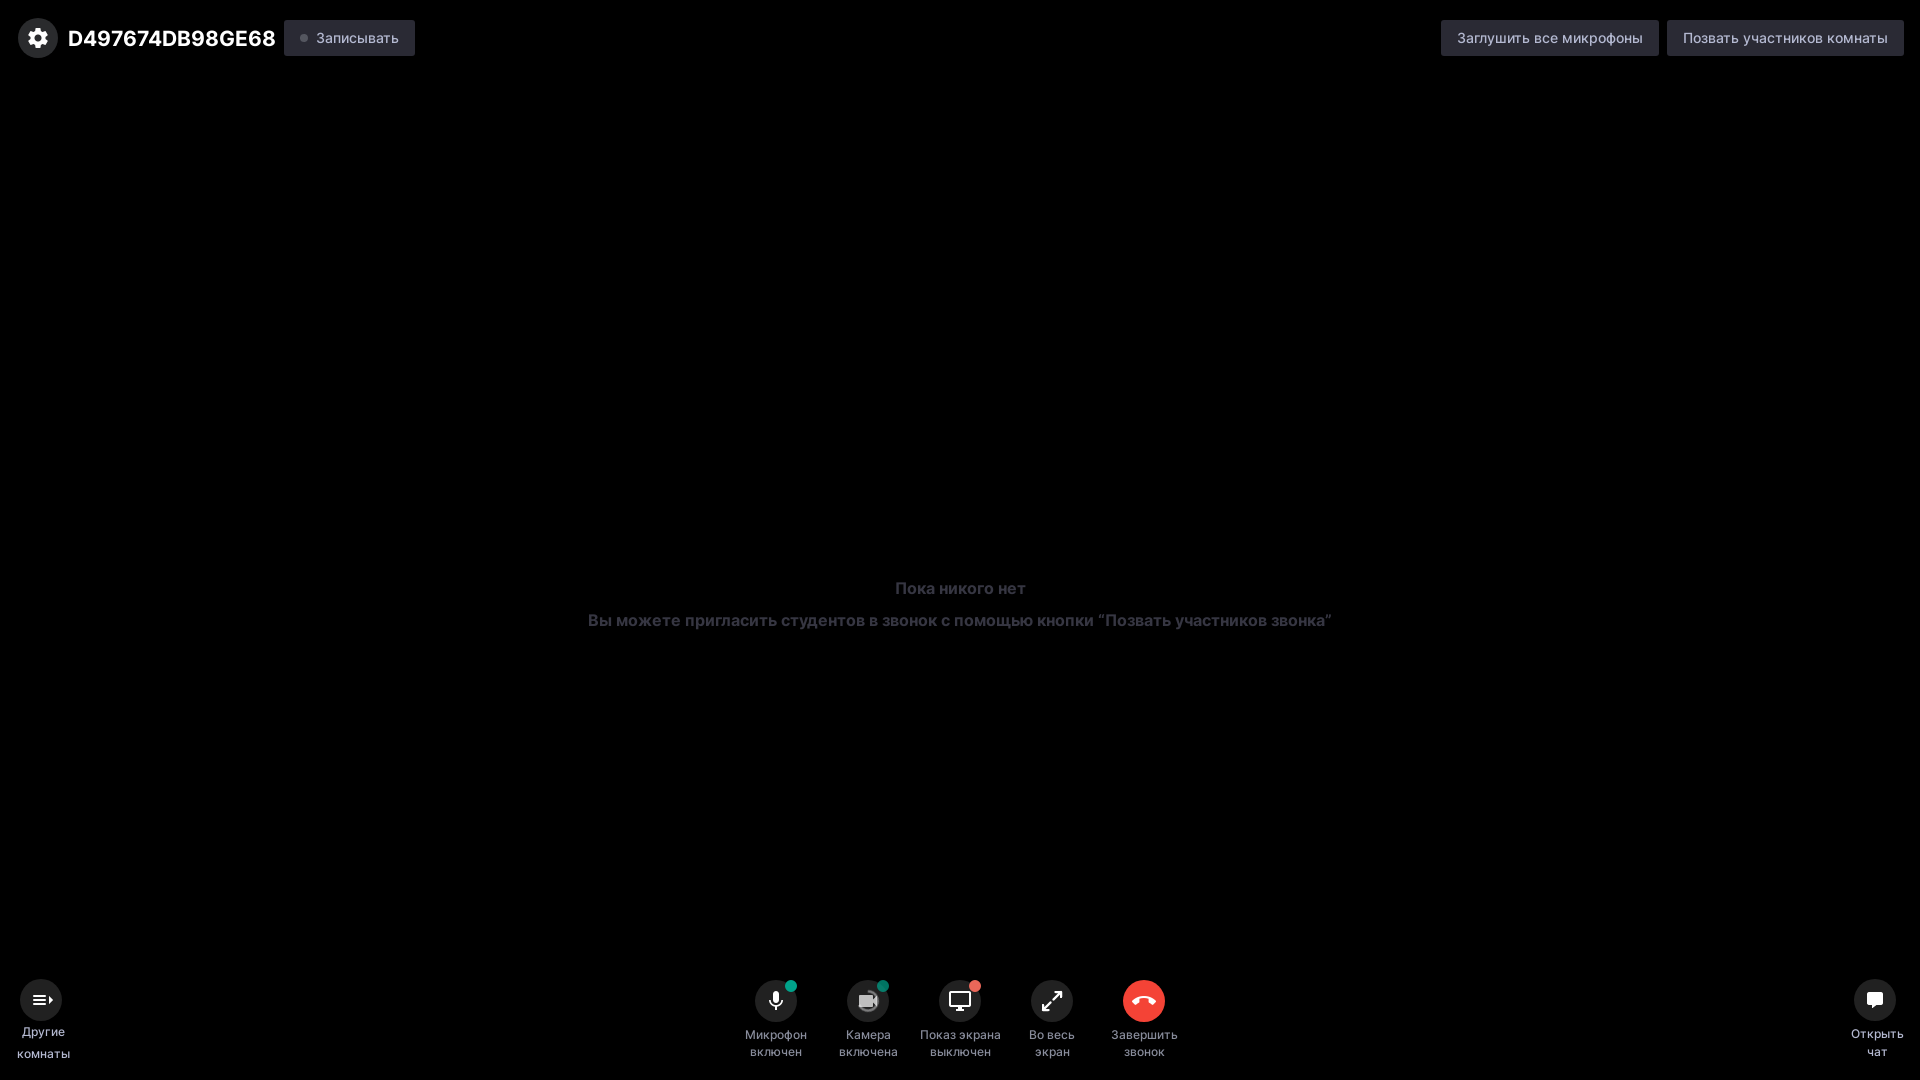 D497674DB98GE68
Записывать
Заглушить все микрофоны
Позвать участников комнаты
Пока никого нет
Вы можете пригласить студентов в звонок с помощью кнопки “Позвать участников звонка”
Другие
комнаты
Микрофон
включен
Камера
включена
Показ экрана
выключен
Во весь
экран
Завершить
звонок
Открыть
чат